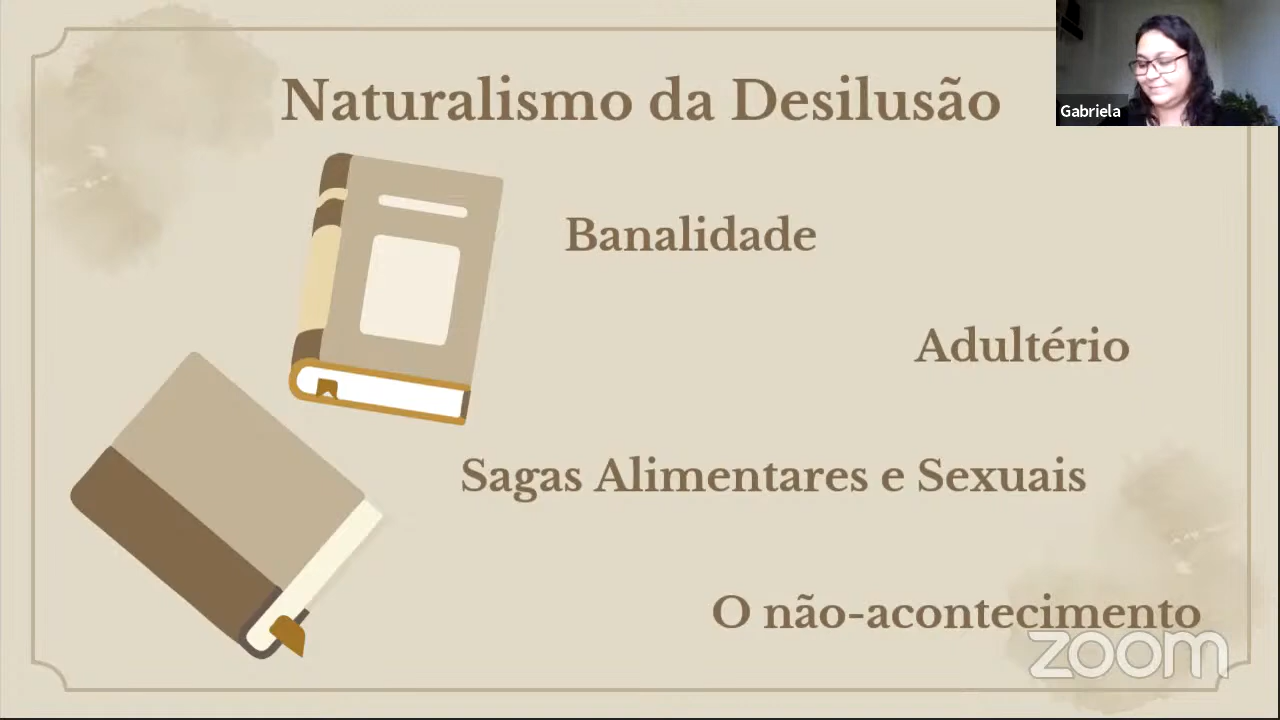 Naturalismo da Desilusão
Gabriela
Banalidade
Adultério
Sagas Alimentares e Sexuais
O não-acontecimento
zoom